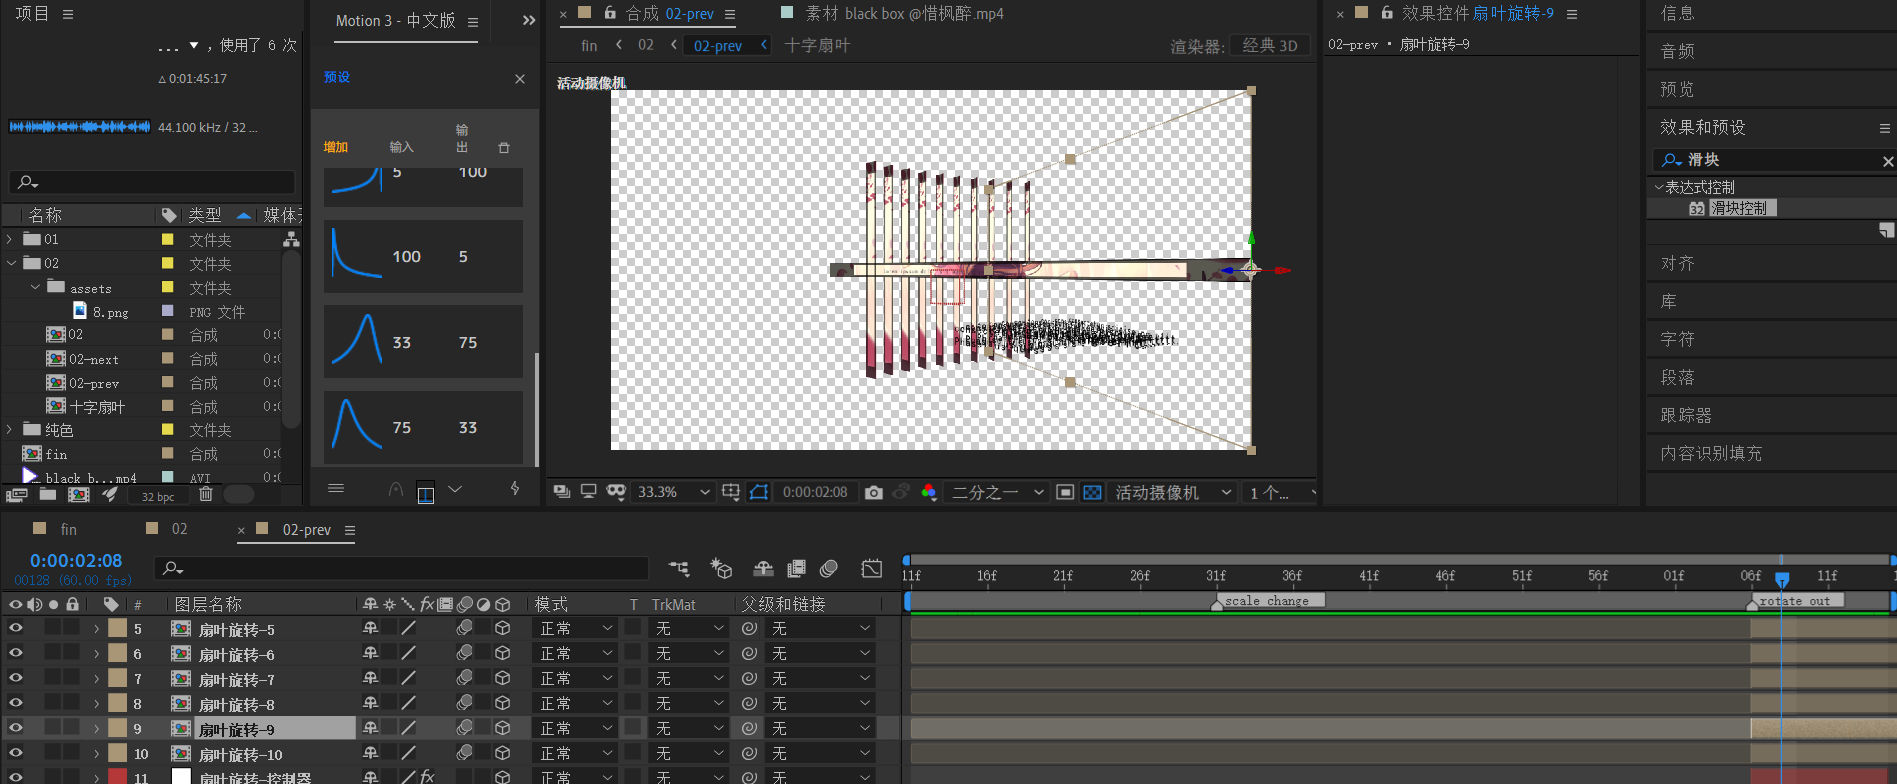 项目
... ▼ ，使用了 6 次
△ 0:01:45:17
44.100 kHz / 32 ...
名称 类型 媒体
01 文件夹
02 文件夹
assets 文件夹
8.png PNG 文件
02 合成 0:(
02-next 合成 0:(
02-prev 合成 0:(
十字扇叶 合成 0:(
纯色 文件夹
fin 合成 0:(
black b...mp4 AVI
32 bpc
Motion 3 - 中文版
预设 ×
增加 输入 输出
5 100
100 5
33 75
75 33
× 合成 02-prev 素材 black box @惜枫醉.mp4
fin 02 02-prev 十字扇叶 渲染器: 经典 3D
活动摄像机
33.3% 0:00:02:08 二分之一 活动摄像机 1 个...
× 效果控件 扇叶旋转-9
02-prev • 扇叶旋转-9
信息
音频
预览
效果和预设
滑块
表达式控制
32 滑块控制
对齐
库
字符
段落
跟踪器
内容识别填充
fin 02 × 02-prev
0:00:02:08
00128 (60.00 fps)
11f 16f 21f 26f 31f 36f 41f 46f 51f 56f 01f 06f 11f
# 图层名称 fx 模式 T TrkMat 父级和链接
scale change rotate out
5 扇叶旋转-5 正常 无 无
6 扇叶旋转-6 正常 无 无
7 扇叶旋转-7 正常 无 无
8 扇叶旋转-8 正常 无 无
9 扇叶旋转-9 正常 无 无
10 扇叶旋转-10 正常 无 无
11 扇叶旋转-控制器 fx 正常 无 无